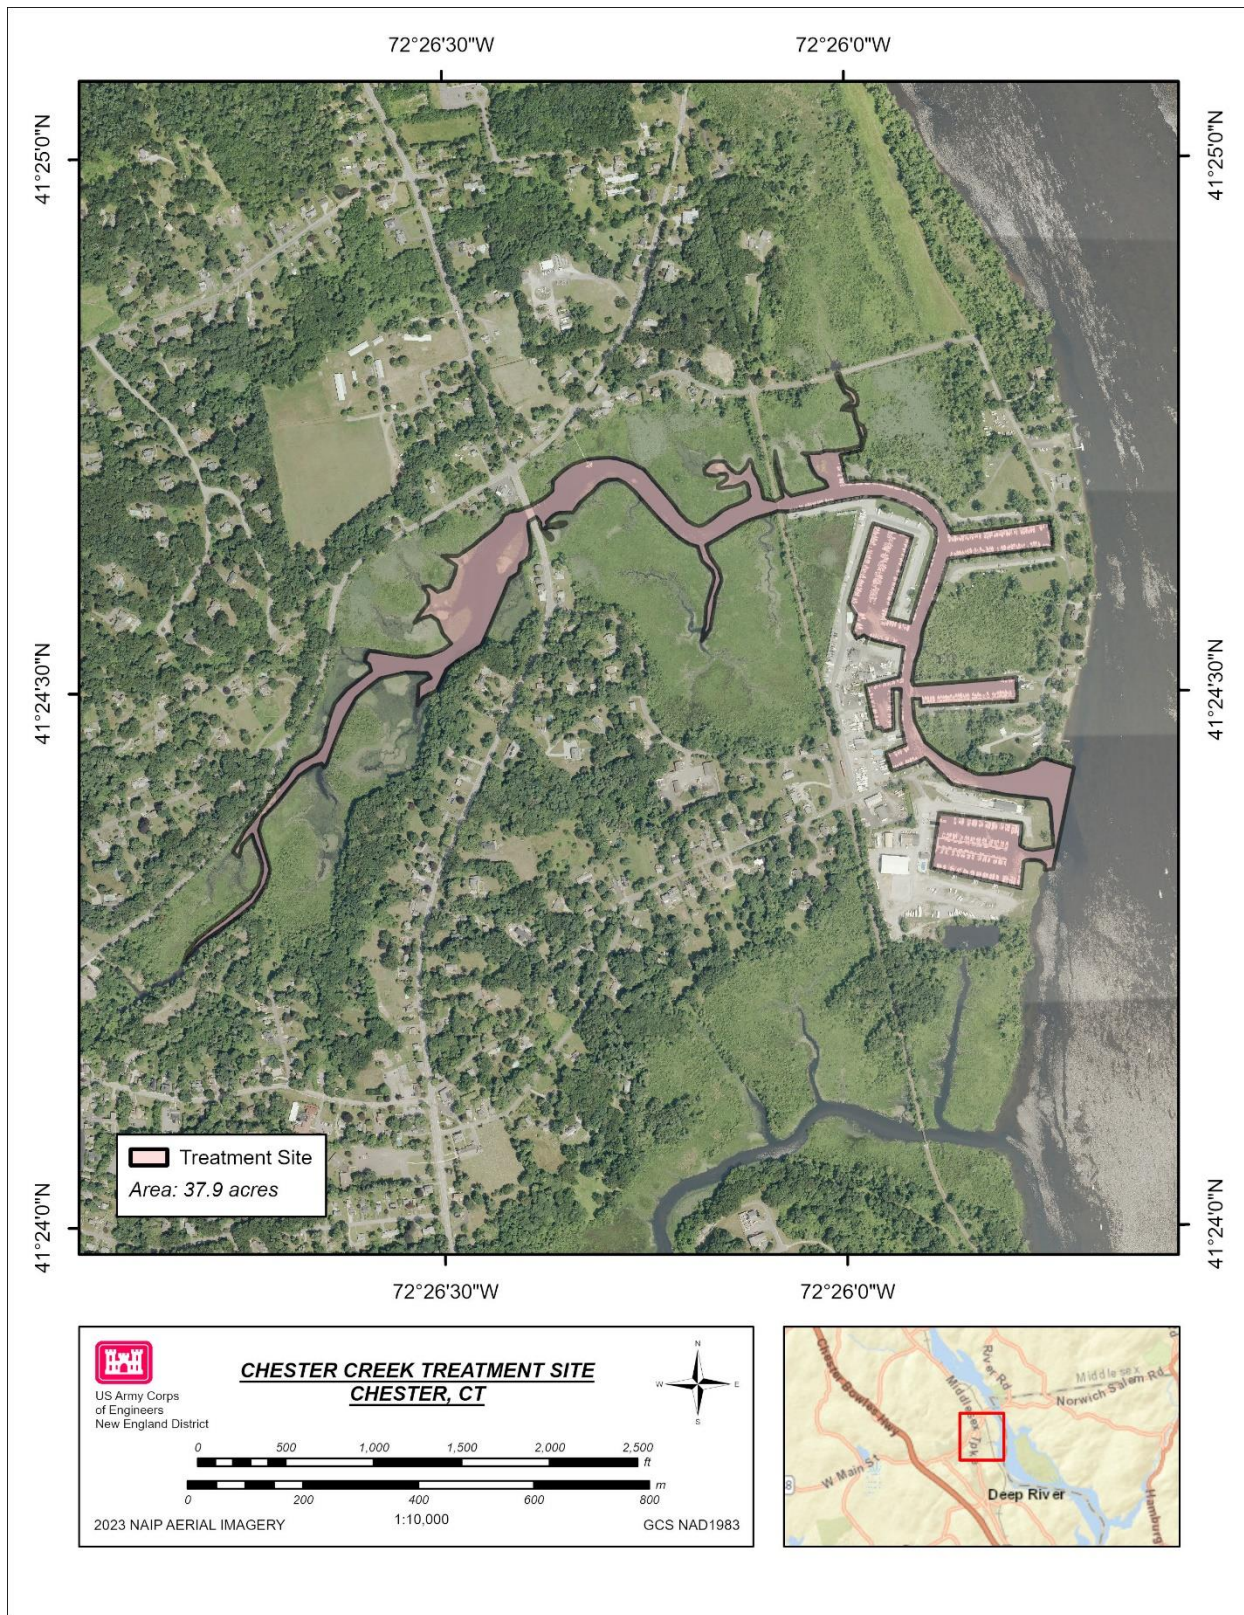 72°26'30"W 72°26'0"W
41°25'0"N 41°25'0"N
41°24'30"N 41°24'30"N
41°24'0"N 41°24'0"N
Treatment Site
Area: 37.9 acres
72°26'30"W 72°26'0"W
US Army Corps
of Engineers
New England District
CHESTER CREEK TREATMENT SITE
CHESTER, CT
N
W E
S
0 500 1,000 1,500 2,000 2,500
ft
m
0 200 400 600 800
1:10,000
2023 NAIP AERIAL IMAGERY
GCS NAD1983
Chester Bowles Hwy
Middlesex Tpke
River Rd
Middlesex
Norwich Salem Rd
Rd
W Main St
8
Deep River
Hamburg